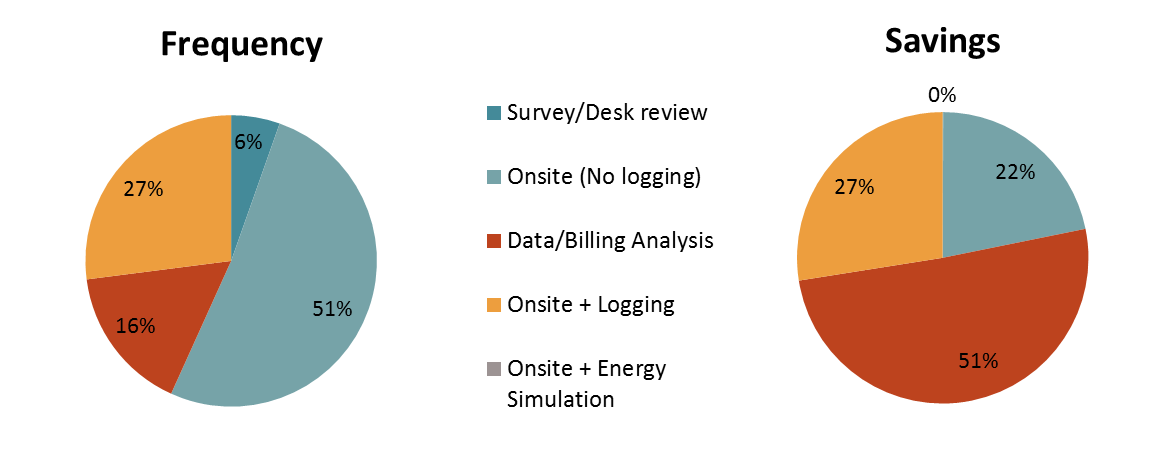 Frequency
6%
27%
51%
16%
Survey/Desk review
Onsite (No logging)
Data/Billing Analysis
Onsite + Logging
Onsite + Energy
Simulation
Savings
0%
22%
27%
51%